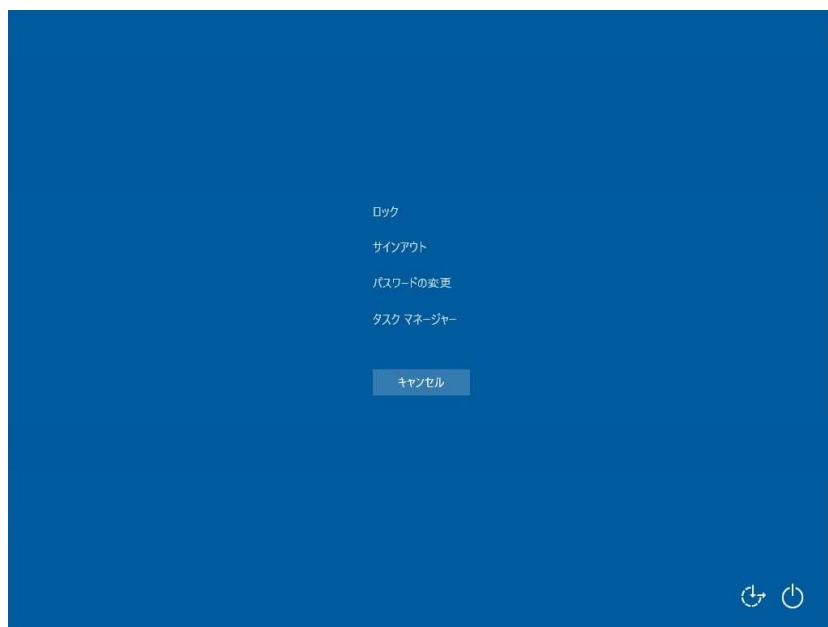 ロック
サインアウト
パスワードの変更
タスク マネージャー
キャンセル